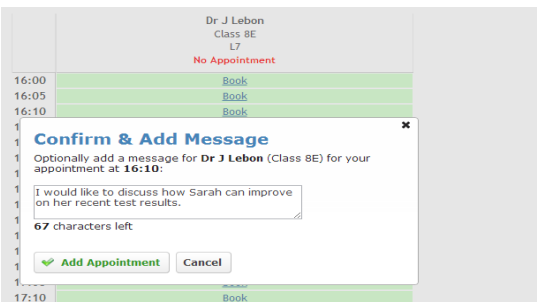 Dr J Lebon
Class 8E
L7
No Appointment
16:00 Book
16:05 Book
16:10 Book
Confirm & Add Message
Optionally add a message for Dr J Lebon (Class 8E) for your
appointment at 16:10:
I would like to discuss how Sarah can improve
on her recent test results.
67 characters left
Add Appointment Cancel
17:10 Book